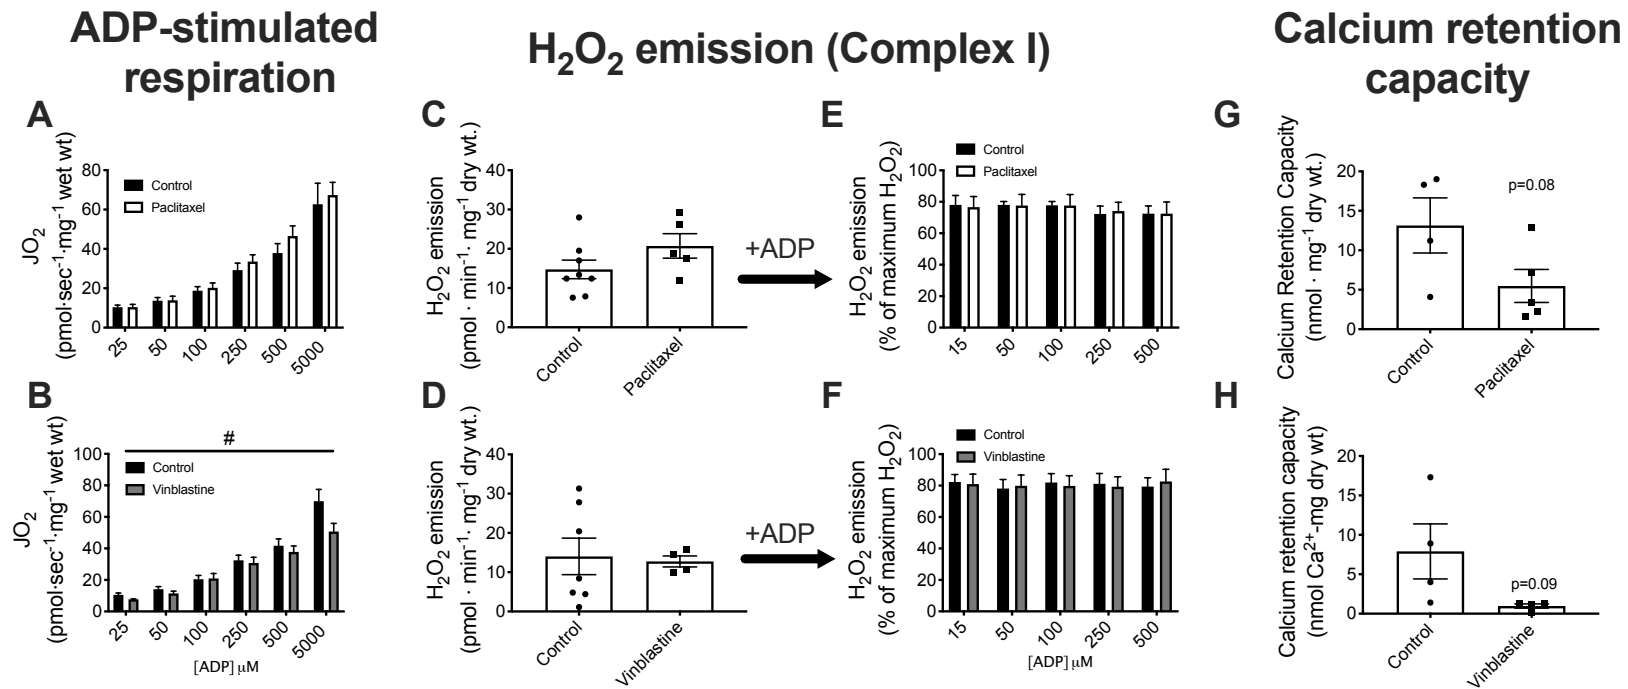 ADP-stimulated
respiration
H₂O₂ emission (Complex I)
Calcium retention
capacity
A
JO₂
(pmol·sec⁻¹·mg⁻¹ wet wt)
80
60
40
20
0
Control
Paclitaxel
25
50
100
250
500
5000
C
H₂O₂ emission
(pmol · min⁻¹· mg⁻¹ dry wt.)
40
30
20
10
0
Control
Paclitaxel
+ADP
E
H₂O₂ emission
(% of maximum H₂O₂)
100
80
60
40
20
0
Control
Paclitaxel
15
50
100
250
500
G
Calcium Retention Capacity
(nmol · mg⁻¹ dry wt.)
20
15
10
5
0
p=0.08
Control
Paclitaxel
B
JO₂
(pmol·sec⁻¹·mg⁻¹ wet wt)
100
80
60
40
20
0
#
Control
Vinblastine
25
50
100
250
500
5000
[ADP] µM
D
H₂O₂ emission
(pmol · min⁻¹· mg⁻¹ dry wt.)
40
30
20
10
0
Control
Vinblastine
+ADP
F
H₂O₂ emission
(% of maximum H₂O₂)
100
80
60
40
20
0
Control
Vinblastine
15
50
100
250
500
[ADP] µM
H
Calcium retention capacity
(nmol Ca²⁺-mg dry wt)
20
15
10
5
0
p=0.09
Control
Vinblastine